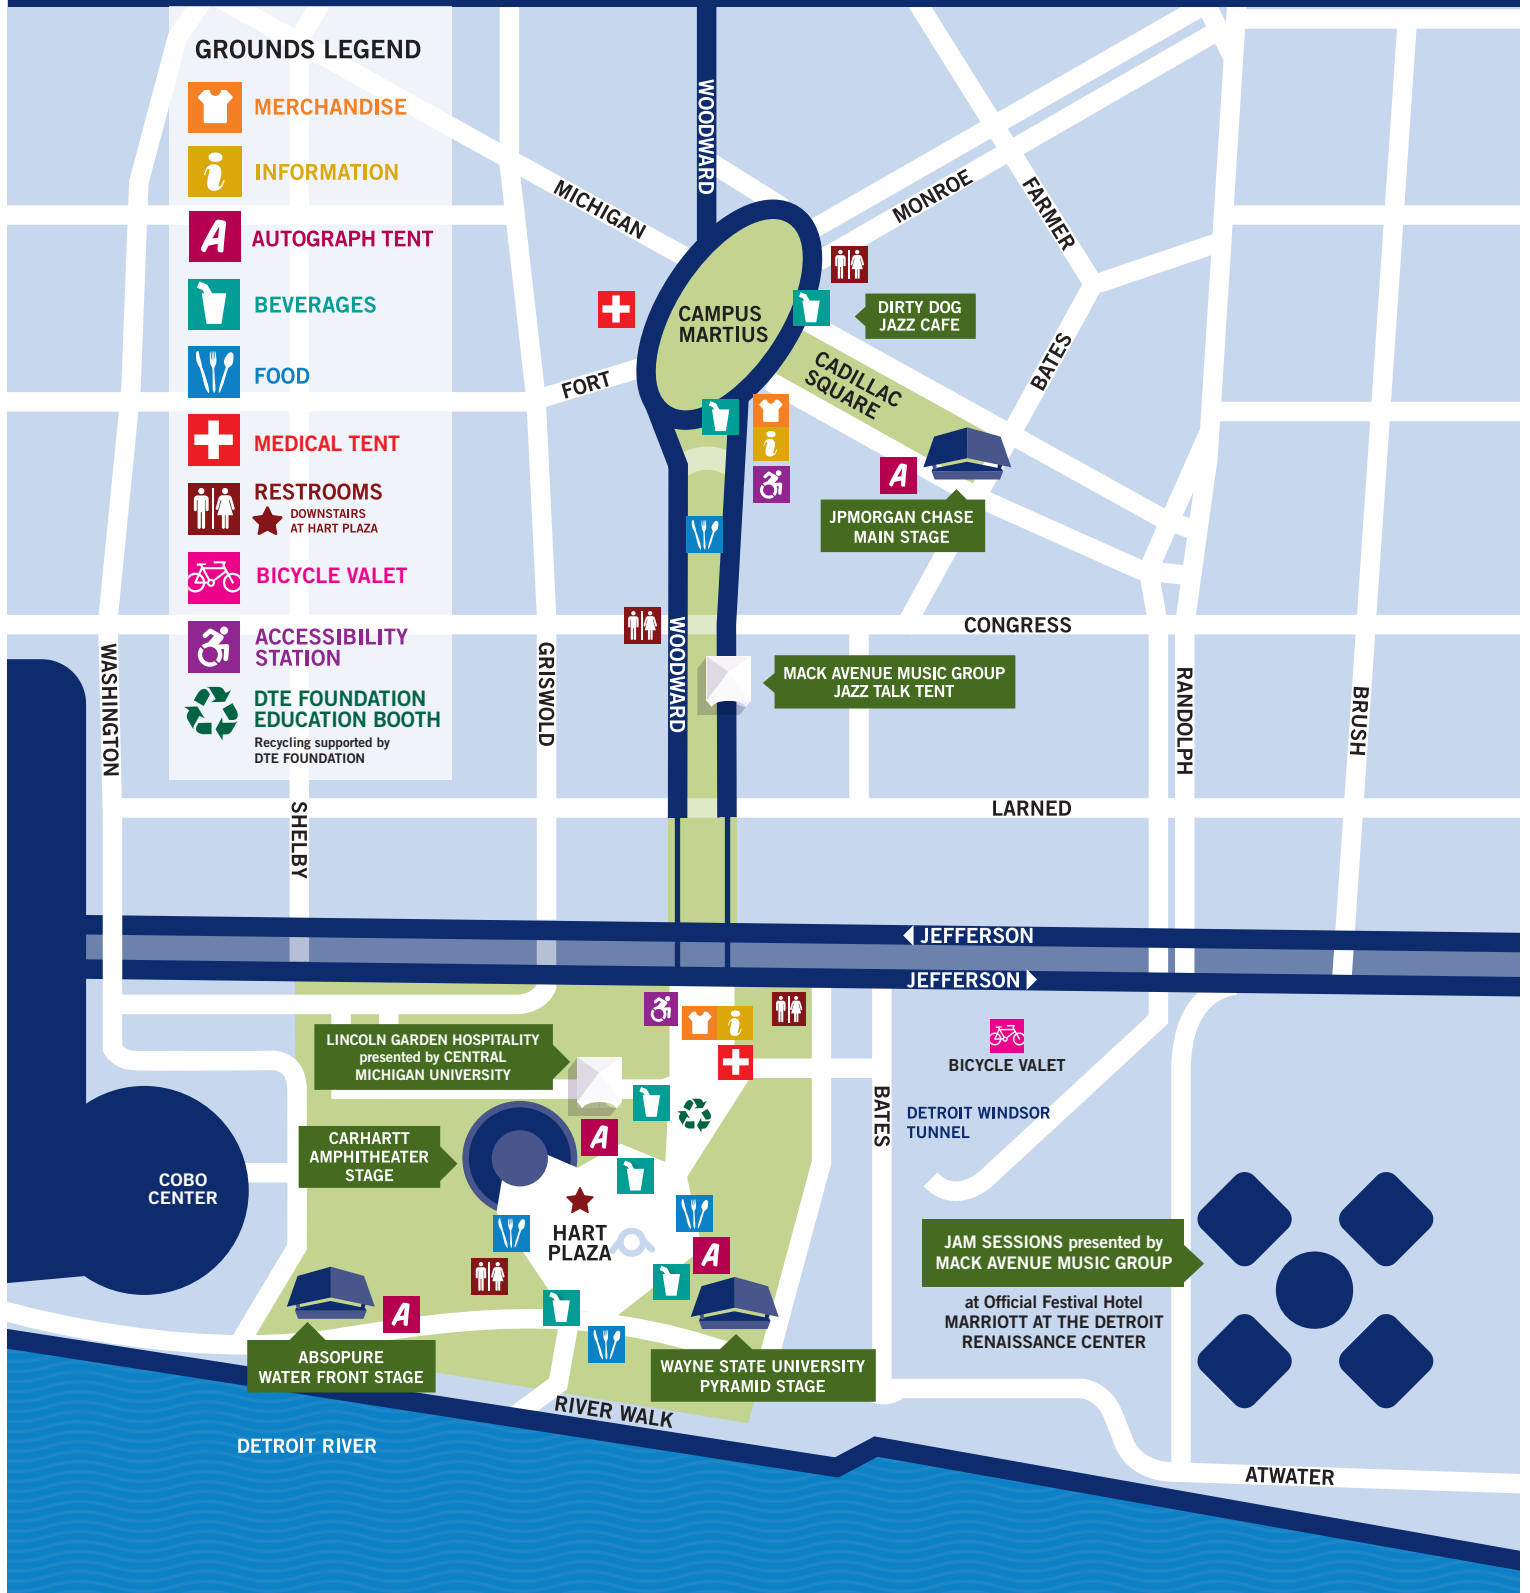 GROUNDS LEGEND
MERCHANDISE
INFORMATION
A
AUTOGRAPH TENT
BEVERAGES
FOOD
MEDICAL TENT
RESTROOMS
DOWNSTAIRS
AT HART PLAZA
BICYCLE VALET
ACCESSIBILITY
STATION
DTE FOUNDATION
EDUCATION BOOTH
Recycling supported by
DTE FOUNDATION
WOODWARD
MICHIGAN
MONROE
FARMER
CAMPUS
MARTIUS
DIRTY DOG
JAZZ CAFE
BATES
FORT
CADILLAC
SQUARE
A
JPMORGAN CHASE
MAIN STAGE
CONGRESS
WOODWARD
WASHINGTON
GRISWOLD
MACK AVENUE MUSIC GROUP
JAZZ TALK TENT
RANDOLPH
BRUSH
SHELBY
LARNED
JEFFERSON
JEFFERSON
LINCOLN GARDEN HOSPITALITY
presented by CENTRAL
MICHIGAN UNIVERSITY
BICYCLE VALET
BATES
DETROIT WINDSOR
TUNNEL
A
CARHARTT
AMPHITHEATER
STAGE
COBO
CENTER
HART
PLAZA
A
JAM SESSIONS presented by
MACK AVENUE MUSIC GROUP
at Official Festival Hotel
MARRIOTT AT THE DETROIT
RENAISSANCE CENTER
A
ABSOPURE
WATER FRONT STAGE
WAYNE STATE UNIVERSITY
PYRAMID STAGE
RIVER WALK
DETROIT RIVER
ATWATER